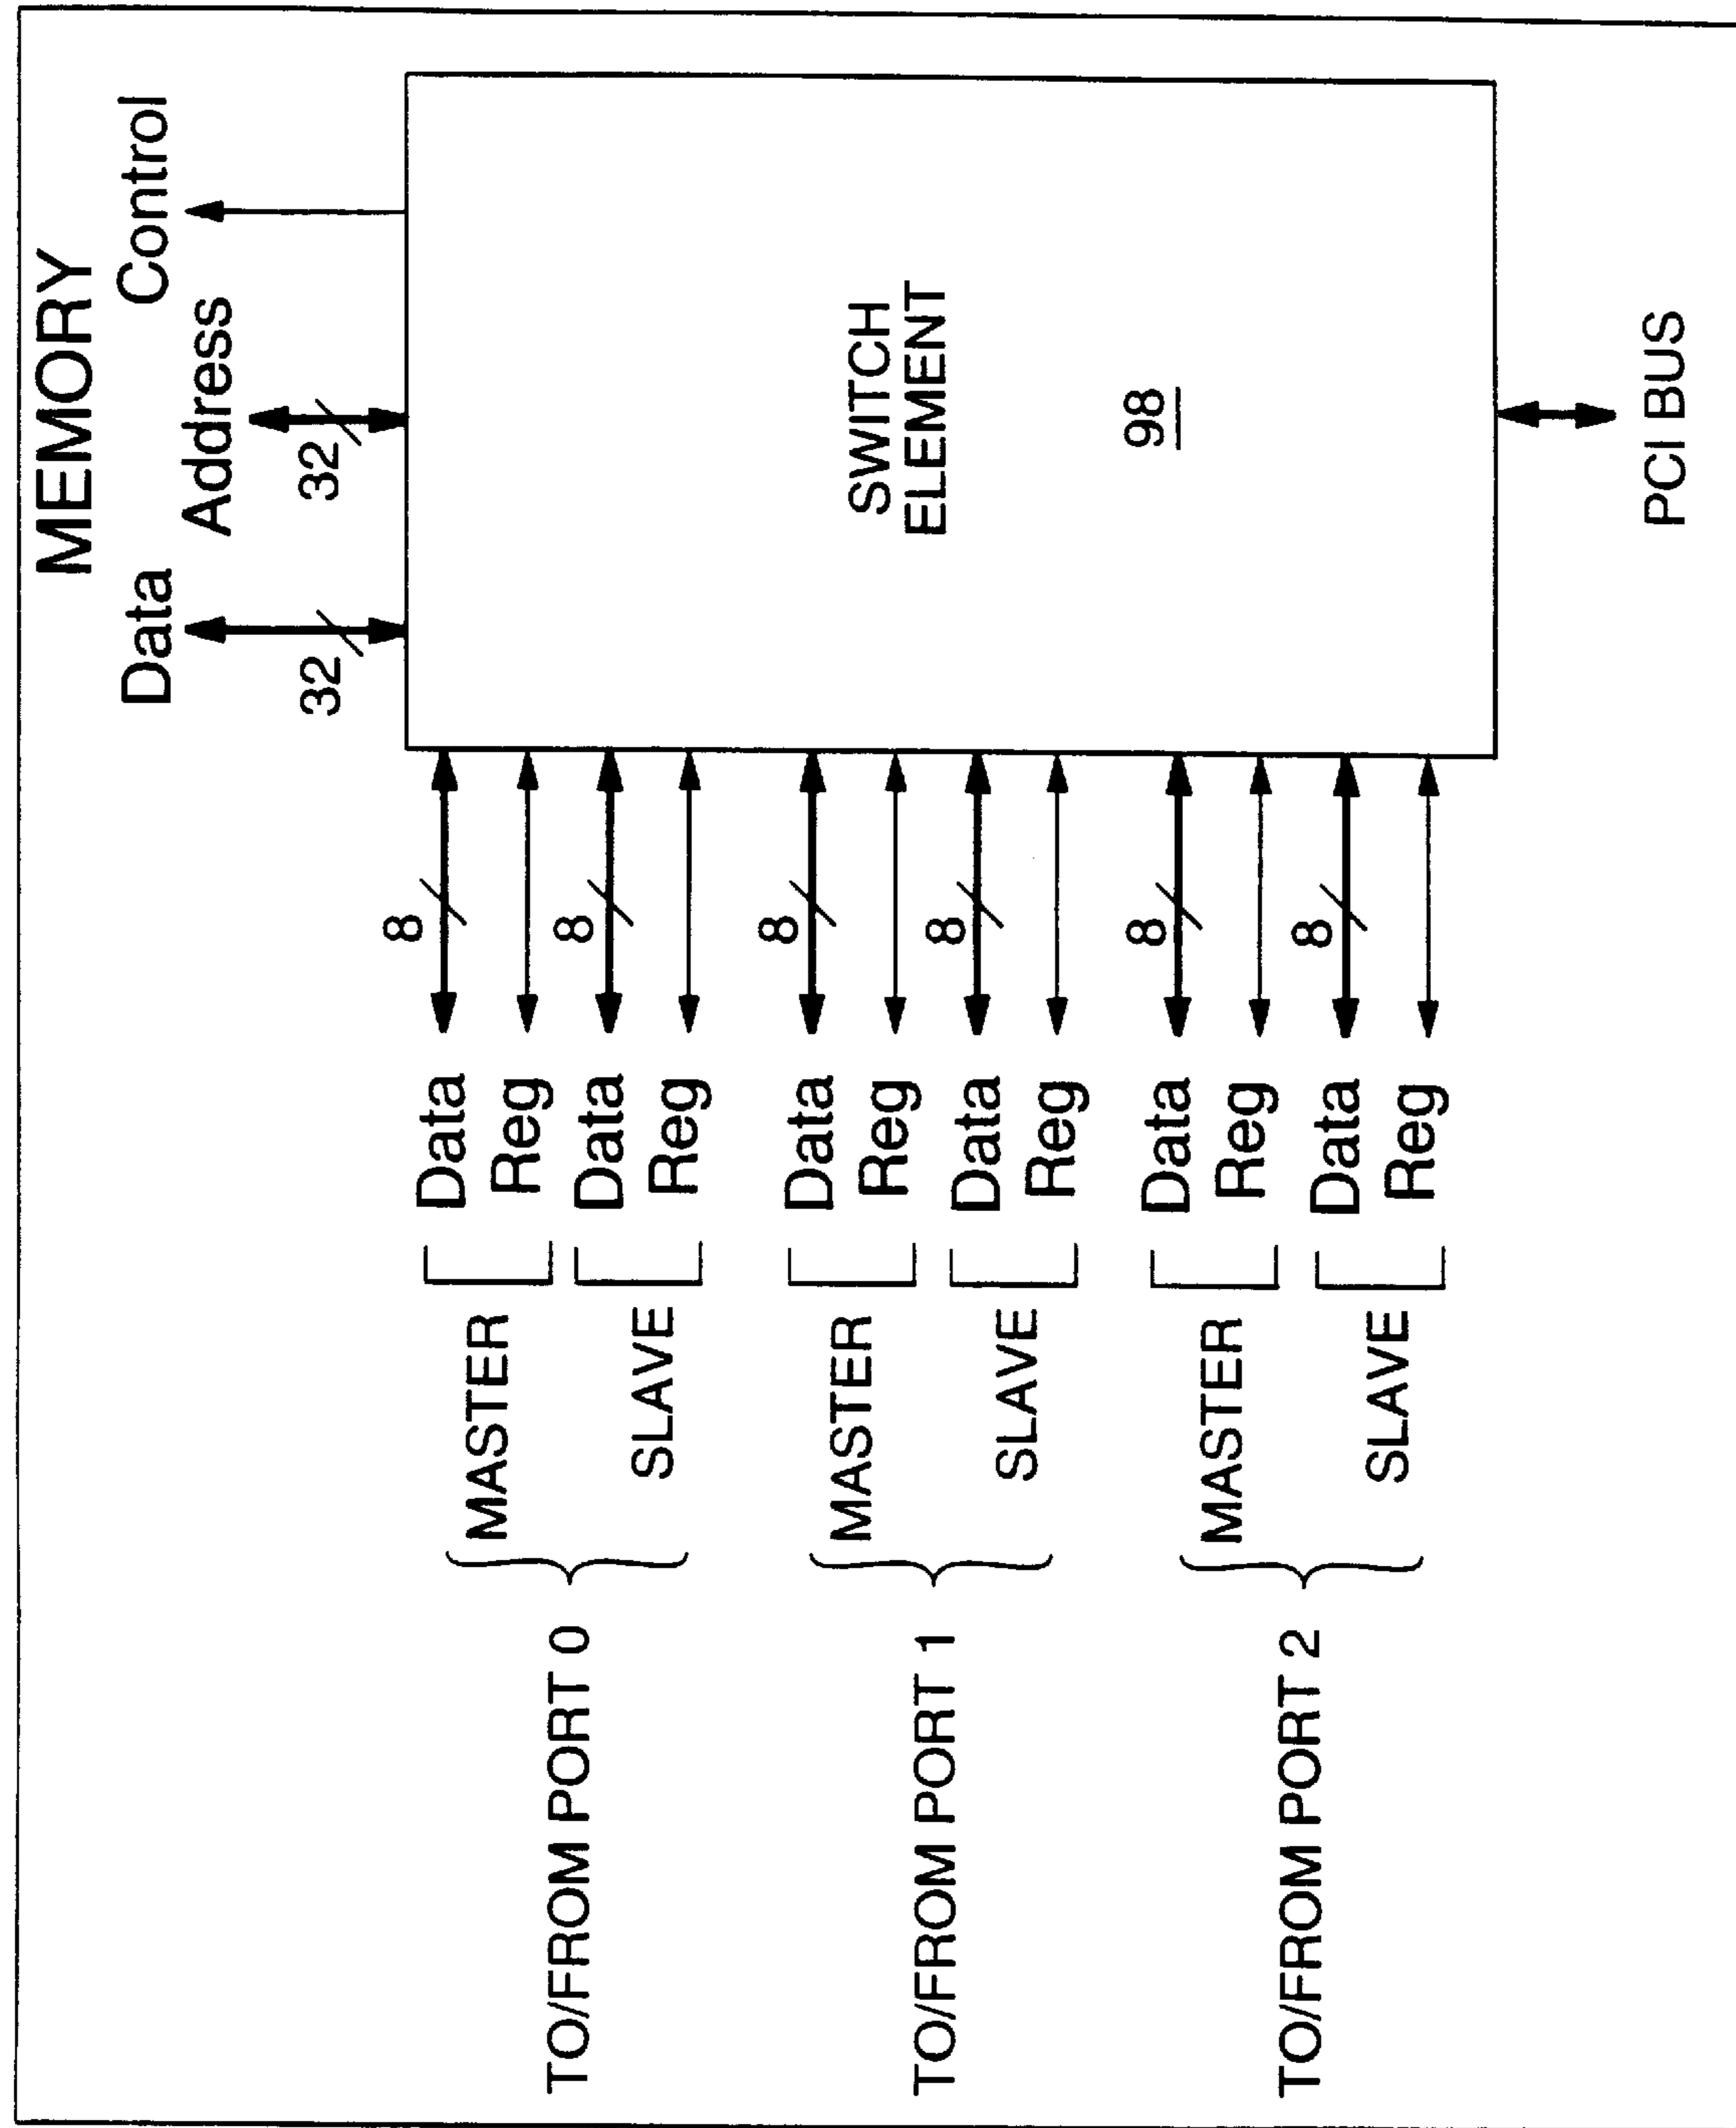 MEMORY
Data
Address
Control
32
32
TO/FROM PORT 0
MASTER
Data
8
Reg
SLAVE
Data
8
Reg
TO/FROM PORT 1
MASTER
Data
8
Reg
SLAVE
Data
8
Reg
TO/FROM PORT 2
MASTER
Data
8
Reg
SLAVE
Data
8
Reg
SWITCH
ELEMENT
98
PCI BUS